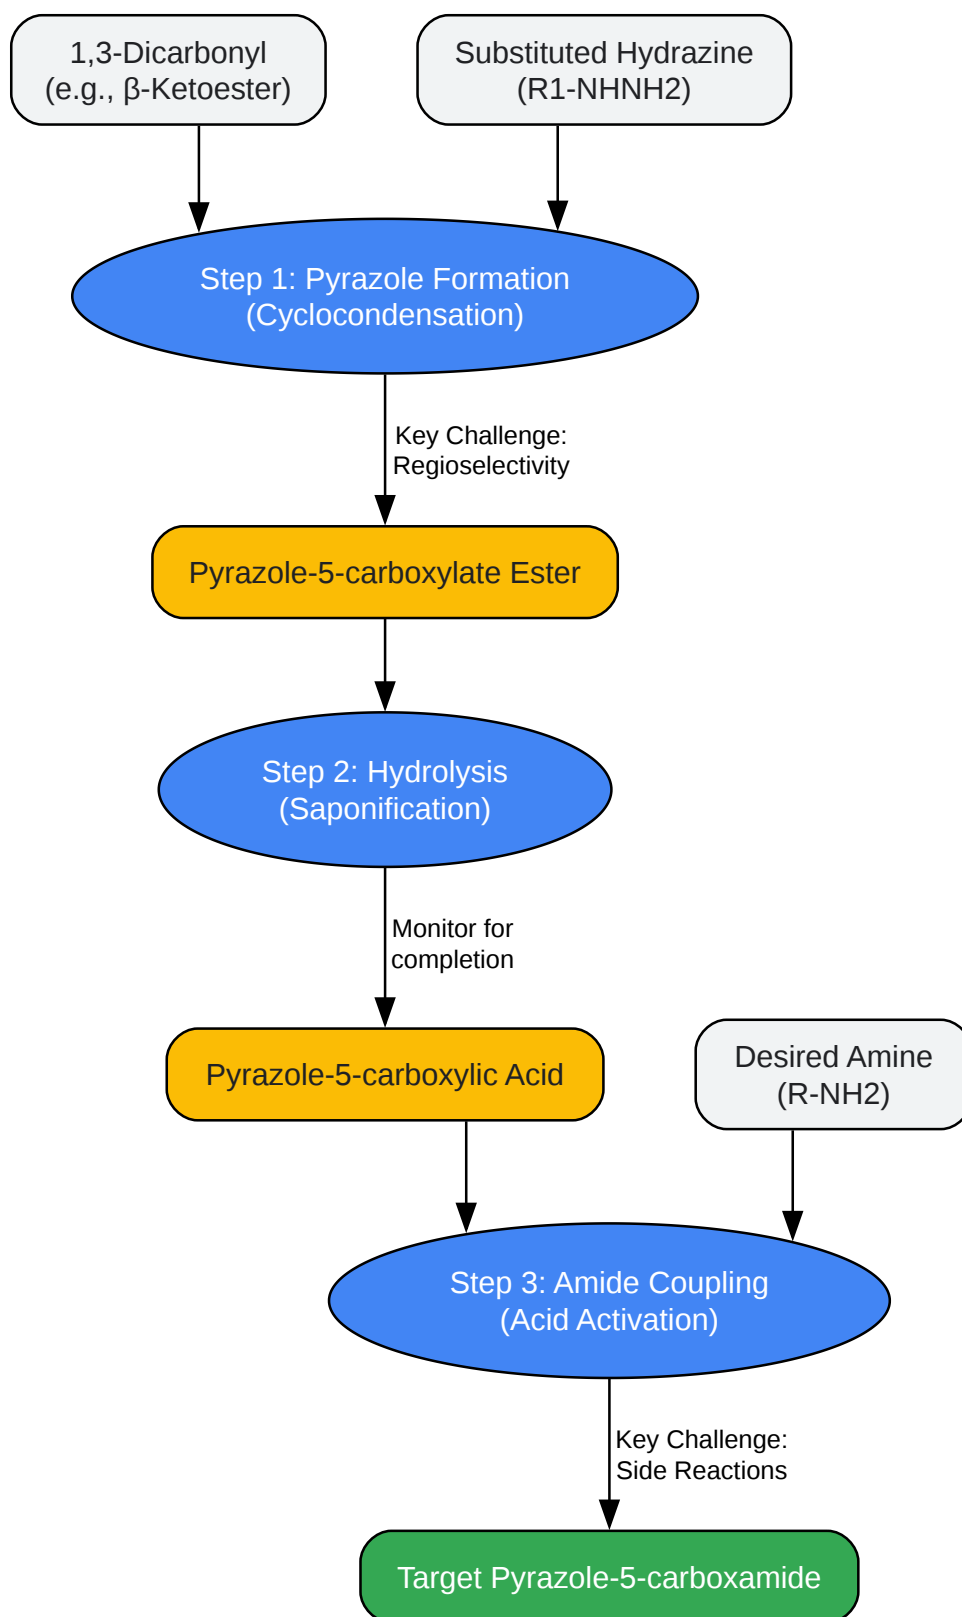 1,3-Dicarbonyl
(e.g., β-Ketoester)
Substituted Hydrazine
(R1-NHNH2)
Step 1: Pyrazole Formation
(Cyclocondensation)
Key Challenge:
Regioselectivity
Pyrazole-5-carboxylate Ester
Step 2: Hydrolysis
(Saponification)
Monitor for
completion
Pyrazole-5-carboxylic Acid
Desired Amine
(R-NH2)
Step 3: Amide Coupling
(Acid Activation)
Key Challenge:
Side Reactions
Target Pyrazole-5-carboxamide